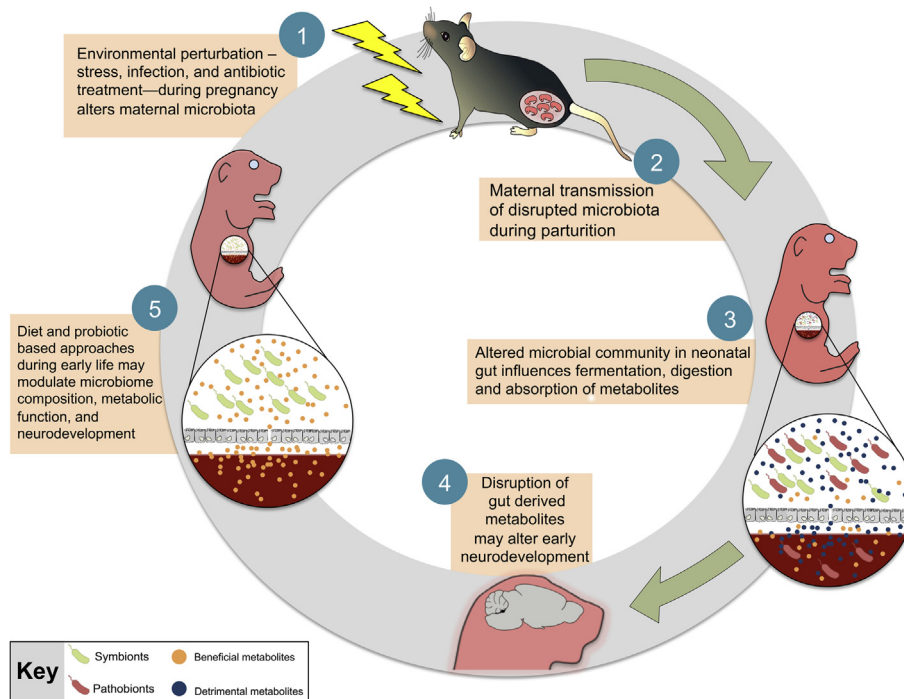 1
Environmental perturbation –
stress, infection, and antibiotic
treatment—during pregnancy
alters maternal microbiota
2
Maternal transmission
of disrupted microbiota
during parturition
3
Altered microbial community in neonatal
gut influences fermentation, digestion
and absorption of metabolites
4
Disruption of
gut derived
metabolites
may alter early
neurodevelopment
5
Diet and probiotic
based approaches
during early life may
modulate microbiome
composition, metabolic
function, and
neurodevelopment
Key
Symbionts
Beneficial metabolites
Pathobionts
Detrimental metabolites